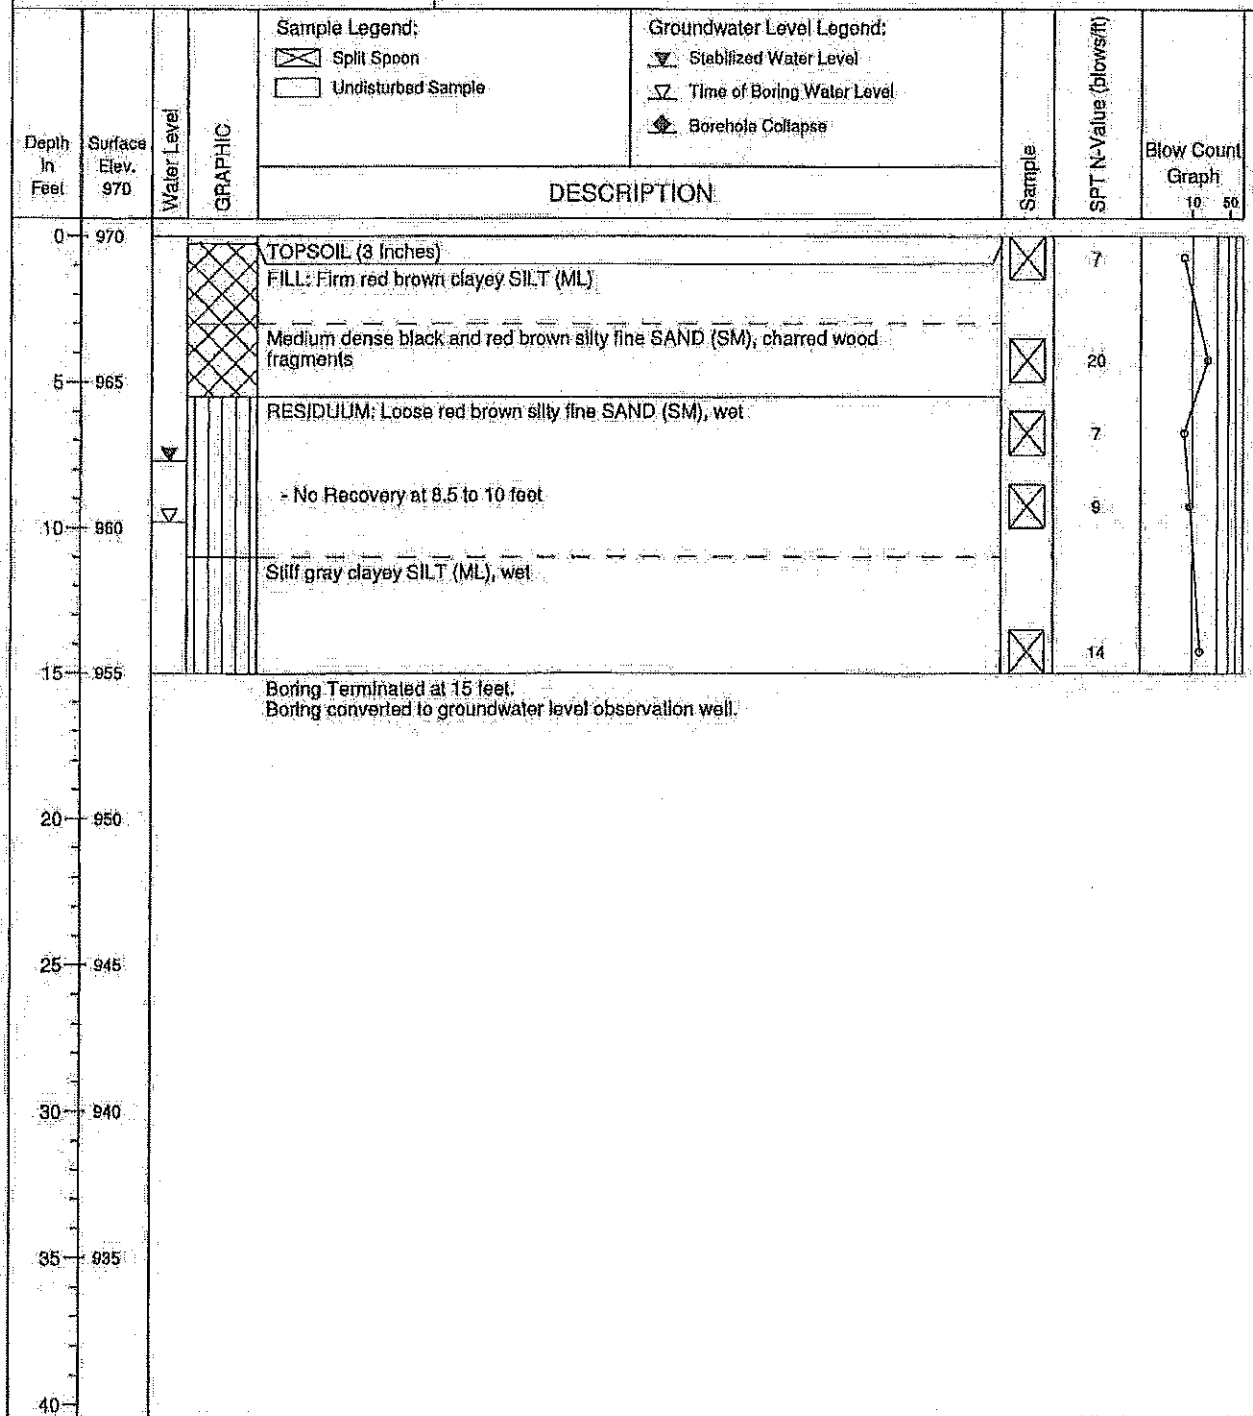 Sample Legend:
Split Spoon
Undisturbed Sample
Groundwater Level Legend:
Stabilized Water Level
Time of Boring Water Level
Borehole Collapse
Depth
In
Feet
Surface
Elev.
970
Water Level
GRAPHIC
DESCRIPTION
Sample
SPT N-Value (blows/ft)
Blow Count
Graph
10 50
0 970
TOPSOIL (3 Inches)
7
FILL: Firm red brown clayey SILT (ML)
Medium dense black and red brown silty fine SAND (SM), charred wood
fragments
20
5 965
RESIDUUM: Loose red brown silty fine SAND (SM), wet
7
- No Recovery at 8.5 to 10 feet
9
10 960
Stiff gray clayey SILT (ML), wet
14
15 955
Boring Terminated at 15 feet.
Boring converted to groundwater level observation well.
20 950
25 945
30 940
35 935
40